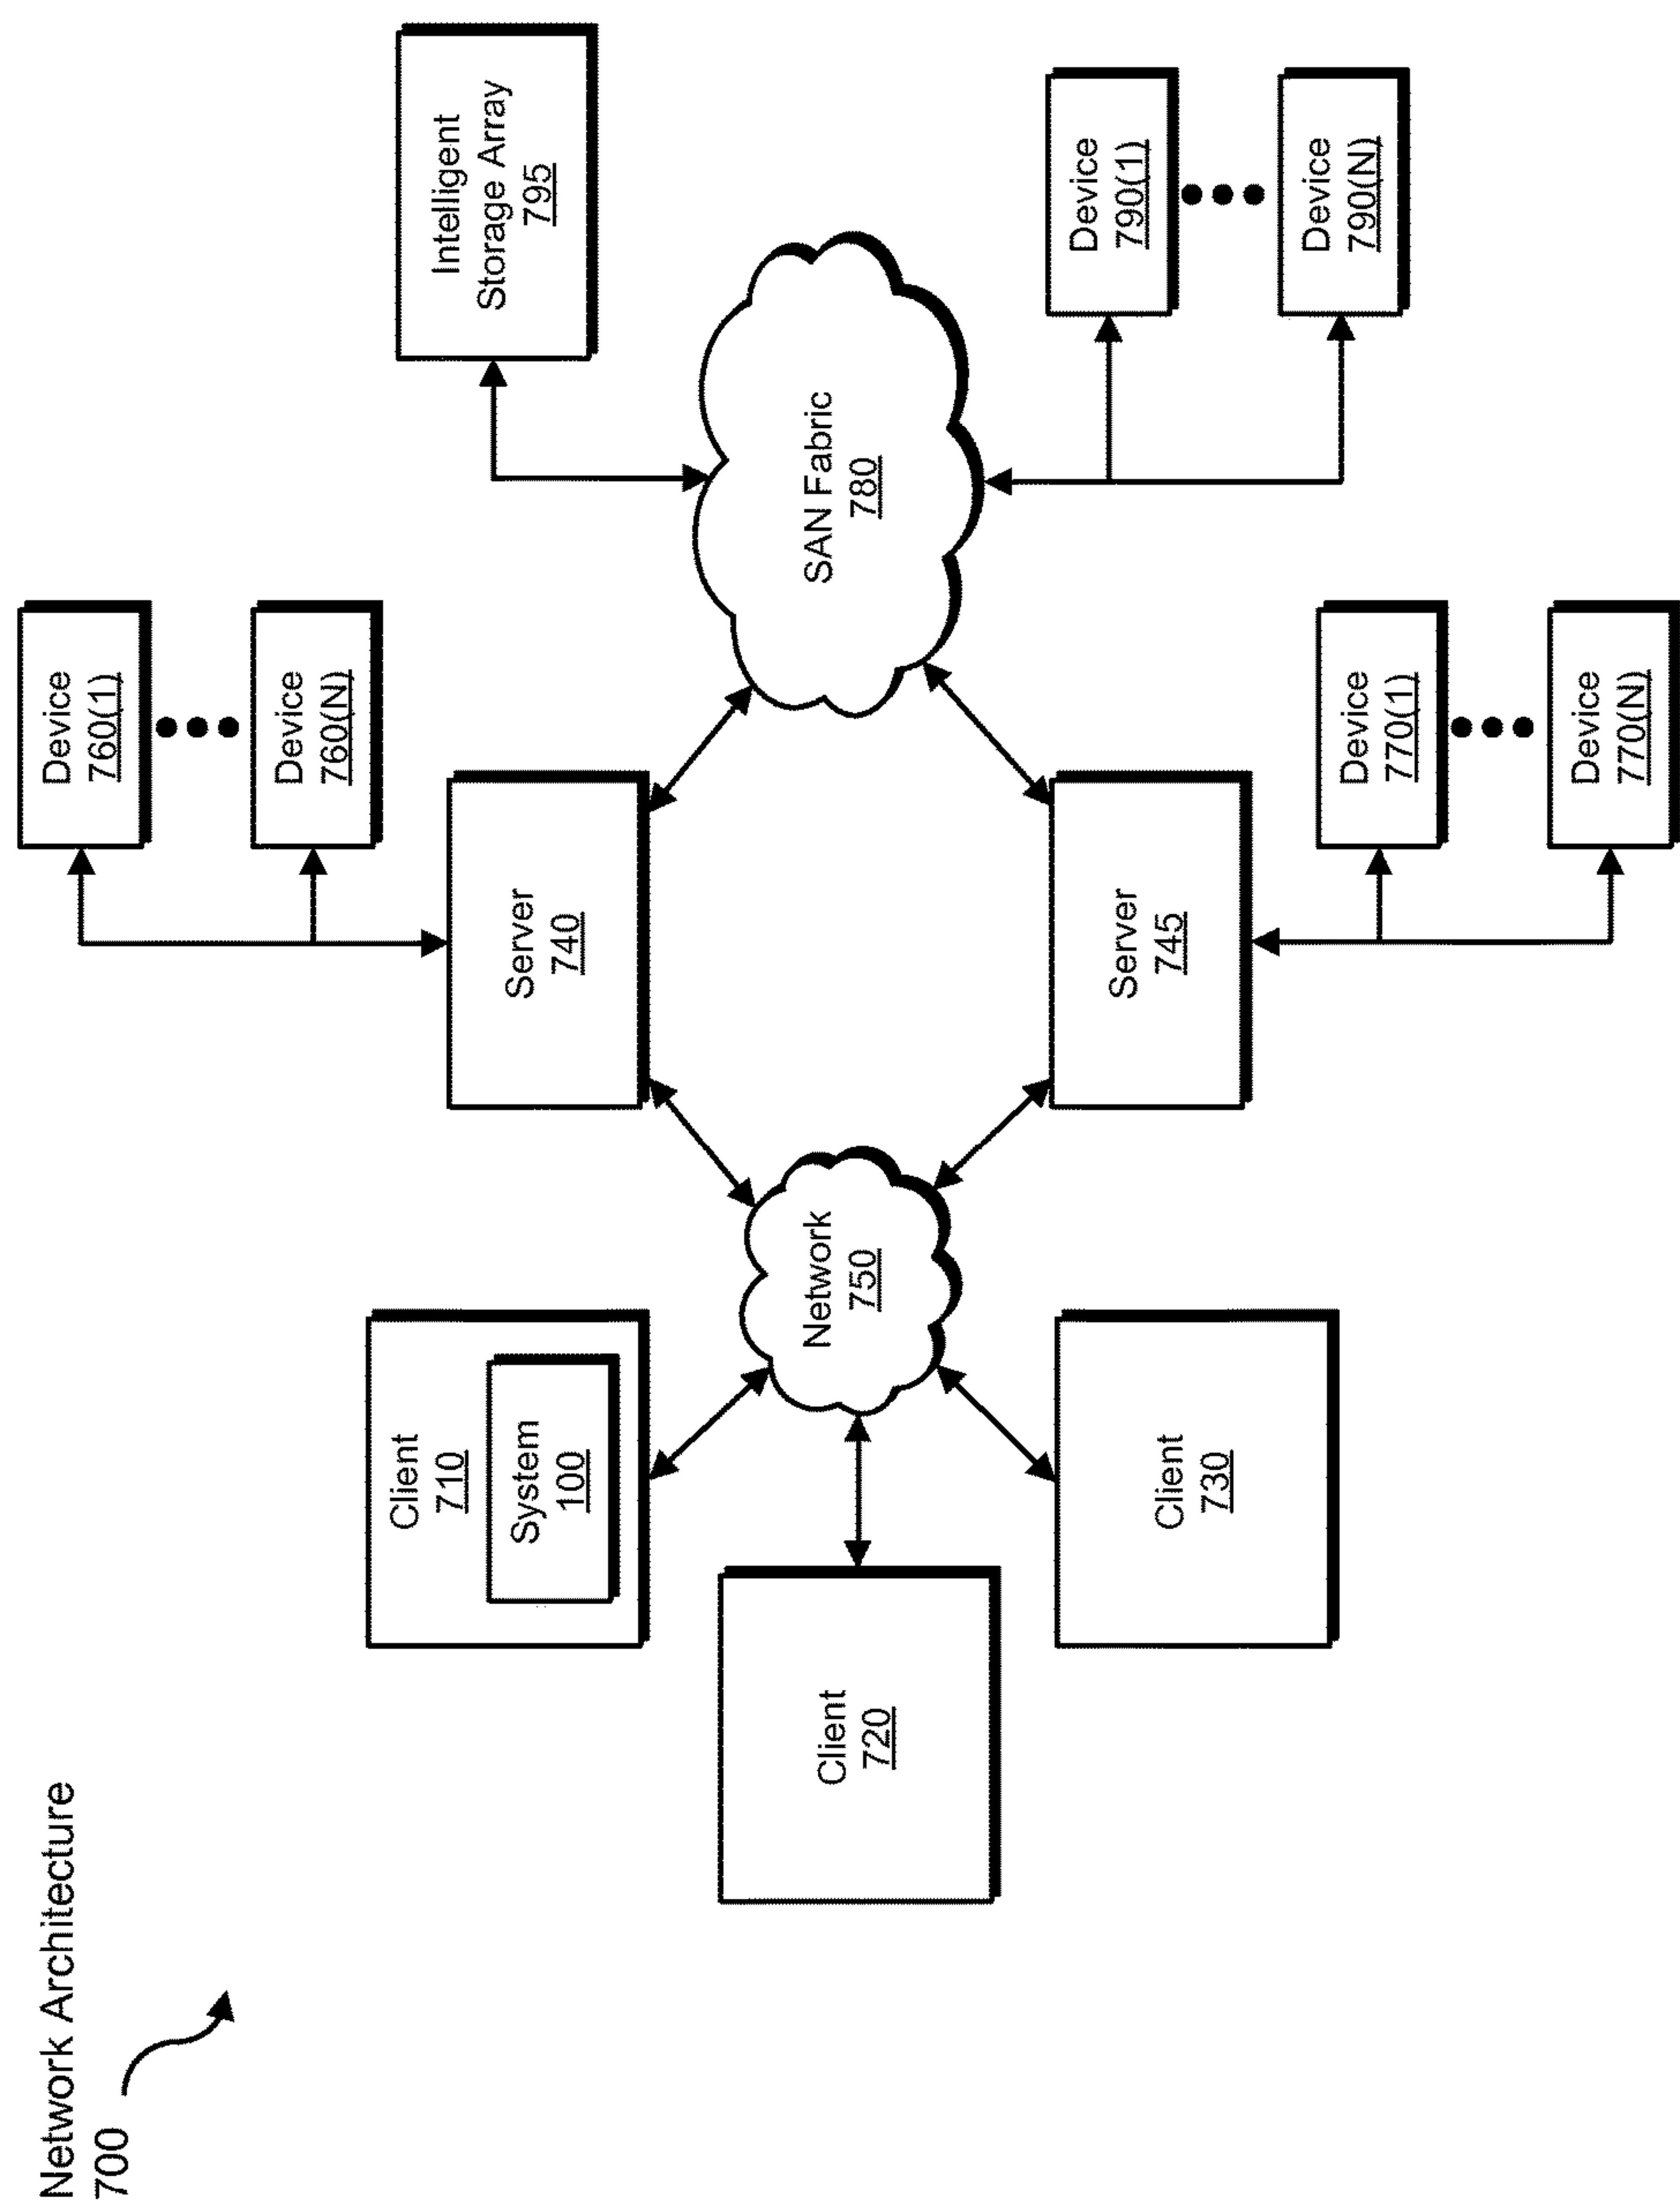 Network Architecture
700
Device
760(1)
Device
760(N)
Intelligent
Storage Array
795
Client
710
System
100
Server
740
Client
720
Network
750
SAN Fabric
780
Client
730
Server
745
Device
790(1)
Device
790(N)
Device
770(1)
Device
770(N)